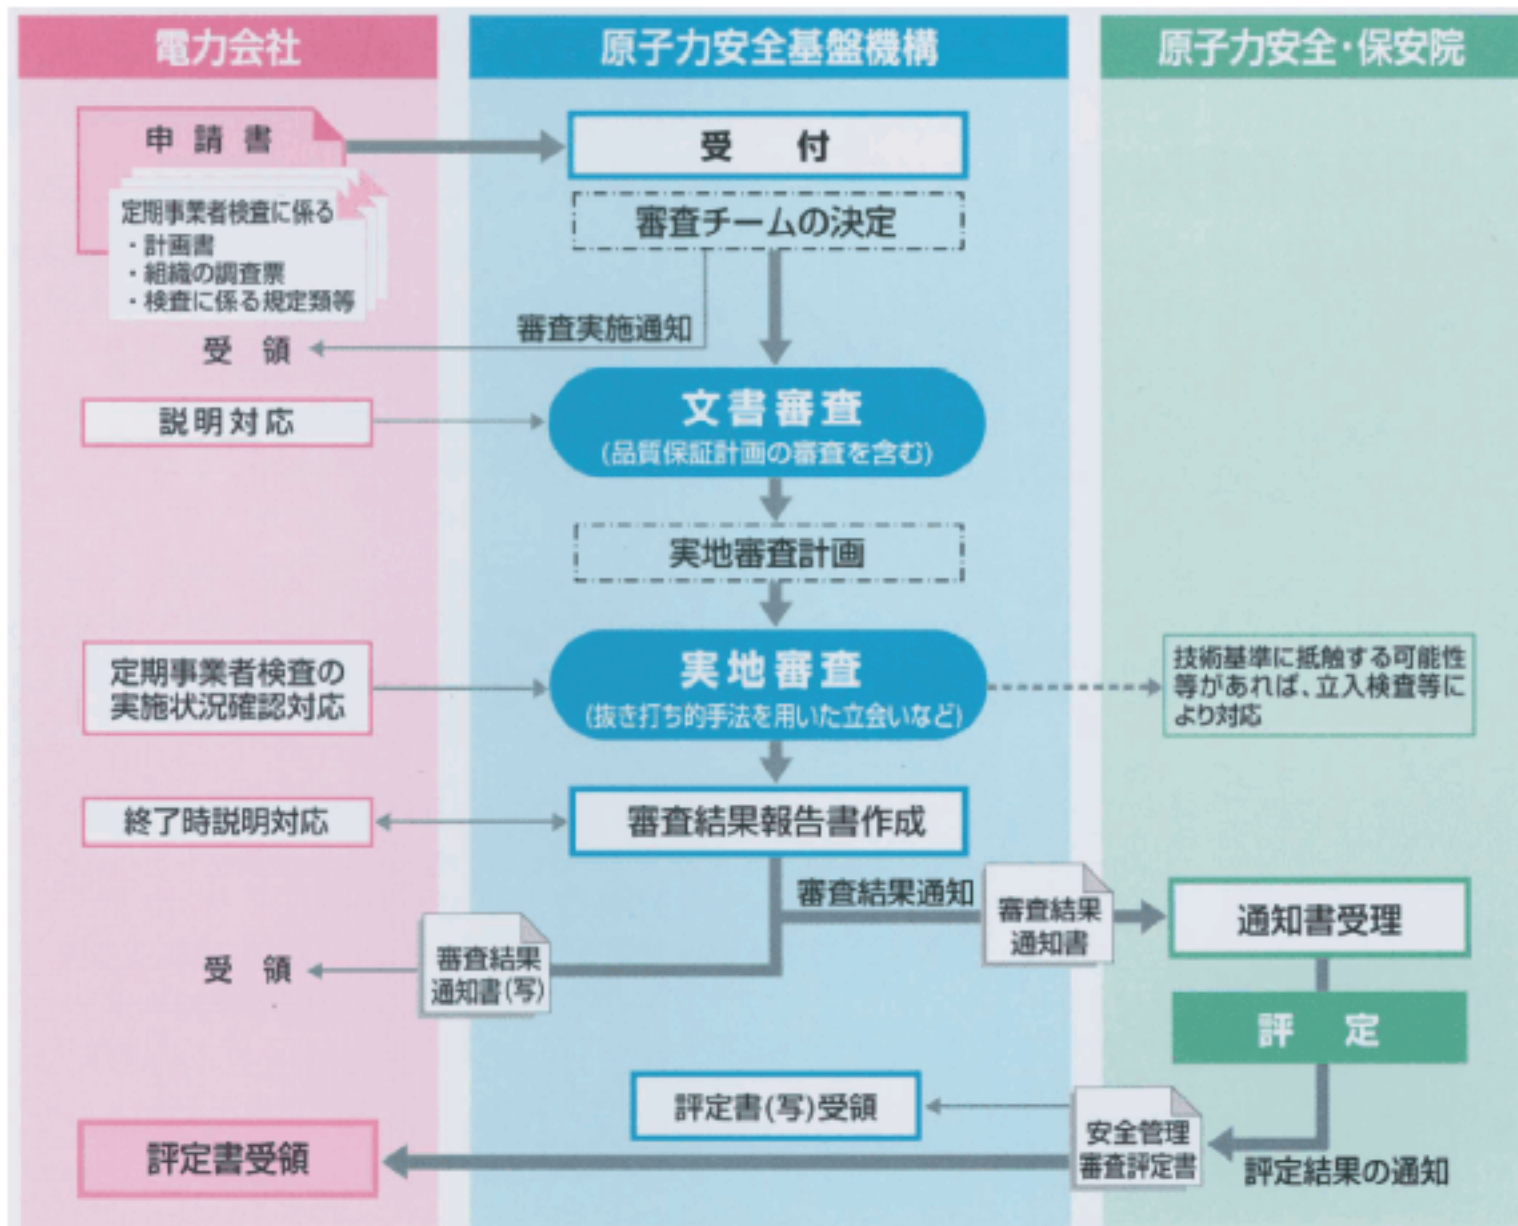 電力会社
原子力安全基盤機構
原子力安全・保安院
申請書
受付
定期事業者検査に係る
・計画書
・組織の調査票
・検査に係る規定類等
審査チームの決定
審査実施通知
受領
説明対応
文書審査
(品質保証計画の審査を含む)
実地審査計画
定期事業者検査の
実施状況確認対応
実地審査
(抜き打ち的手法を用いた立会いなど)
技術基準に抵触する可能性
等があれば、立入検査等に
より対応
終了時説明対応
審査結果報告書作成
審査結果通知
審査結果
通知書
通知書受理
受領
審査結果
通知書(写)
評定
評定書(写)受領
安全管理
審査評定書
評定結果の通知
評定書受領